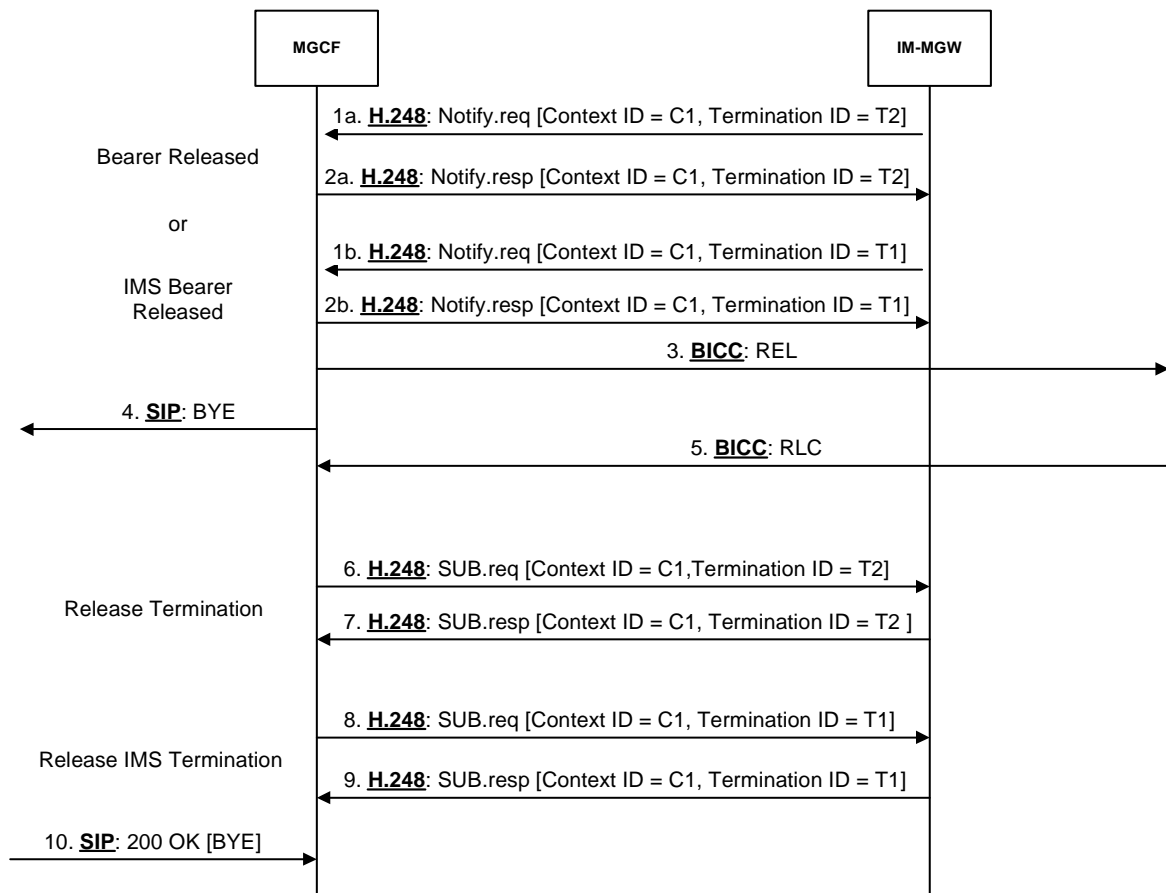 MGCF
IM-MGW
1a. H.248: Notify.req [Context ID = C1, Termination ID = T2]
Bearer Released
2a. H.248: Notify.resp [Context ID = C1, Termination ID = T2]
or
1b. H.248: Notify.req [Context ID = C1, Termination ID = T1]
IMS Bearer
Released
2b. H.248: Notify.resp [Context ID = C1, Termination ID = T1]
3. BICC: REL
4. SIP: BYE
5. BICC: RLC
6. H.248: SUB.req [Context ID = C1,Termination ID = T2]
Release Termination
7. H.248: SUB.resp [Context ID = C1, Termination ID = T2 ]
8. H.248: SUB.req [Context ID = C1, Termination ID = T1]
Release IMS Termination
9. H.248: SUB.resp [Context ID = C1, Termination ID = T1]
10. SIP: 200 OK [BYE]